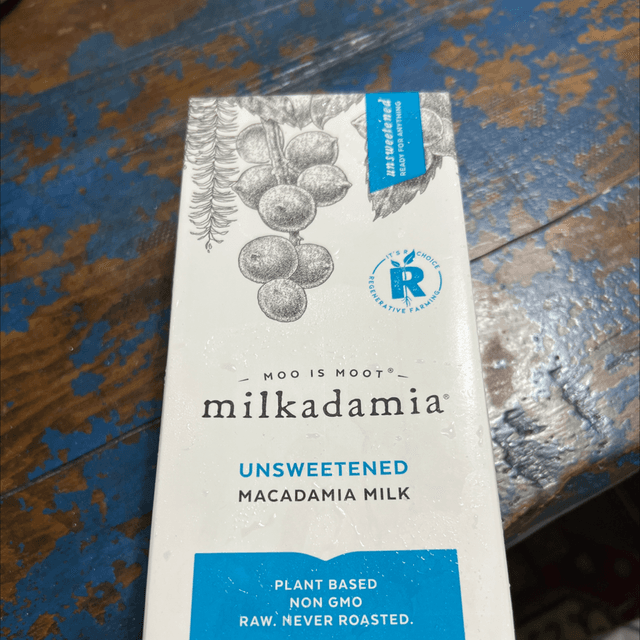 unsweetened
READY FOR ANYTHING
IT'S R CHOICE
R
REGENERATIVE FARMING
MOO IS MOOT®
milkadamia®
UNSWEETENED
MACADAMIA MILK
PLANT BASED
NON GMO
RAW. NEVER ROASTED.